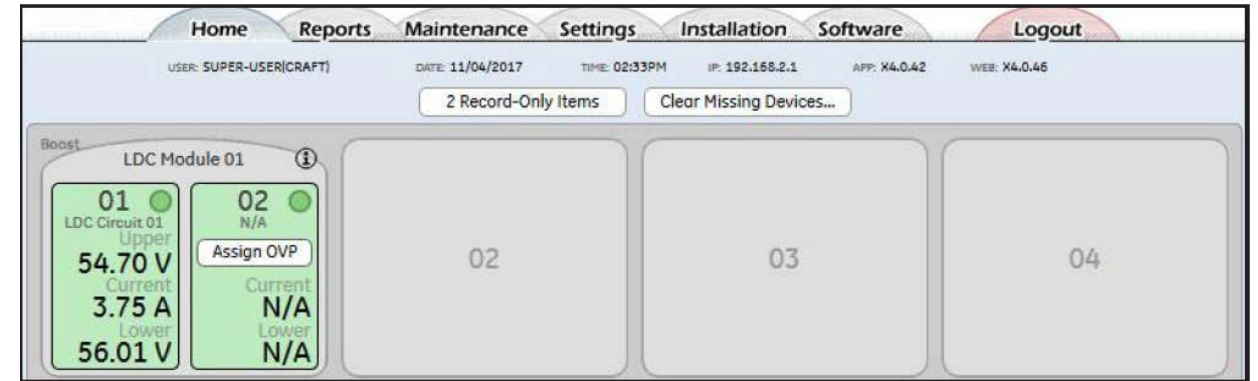 Home Reports Maintenance Settings Installation Software Logout
USER: SUPER-USER(CRAFT) DATE: 11/04/2017 TIME: 02:33PM IP: 192.168.2.1 APP: X4.0.42 WEB: X4.0.46
2 Record-Only Items Clear Missing Devices...
Boost
LDC Module 01
01
LDC Circuit 01
Upper
54.70 V
Current
3.75 A
Lower
56.01 V
02
N/A
Assign OVP
Current
N/A
Lower
N/A
02
03
04